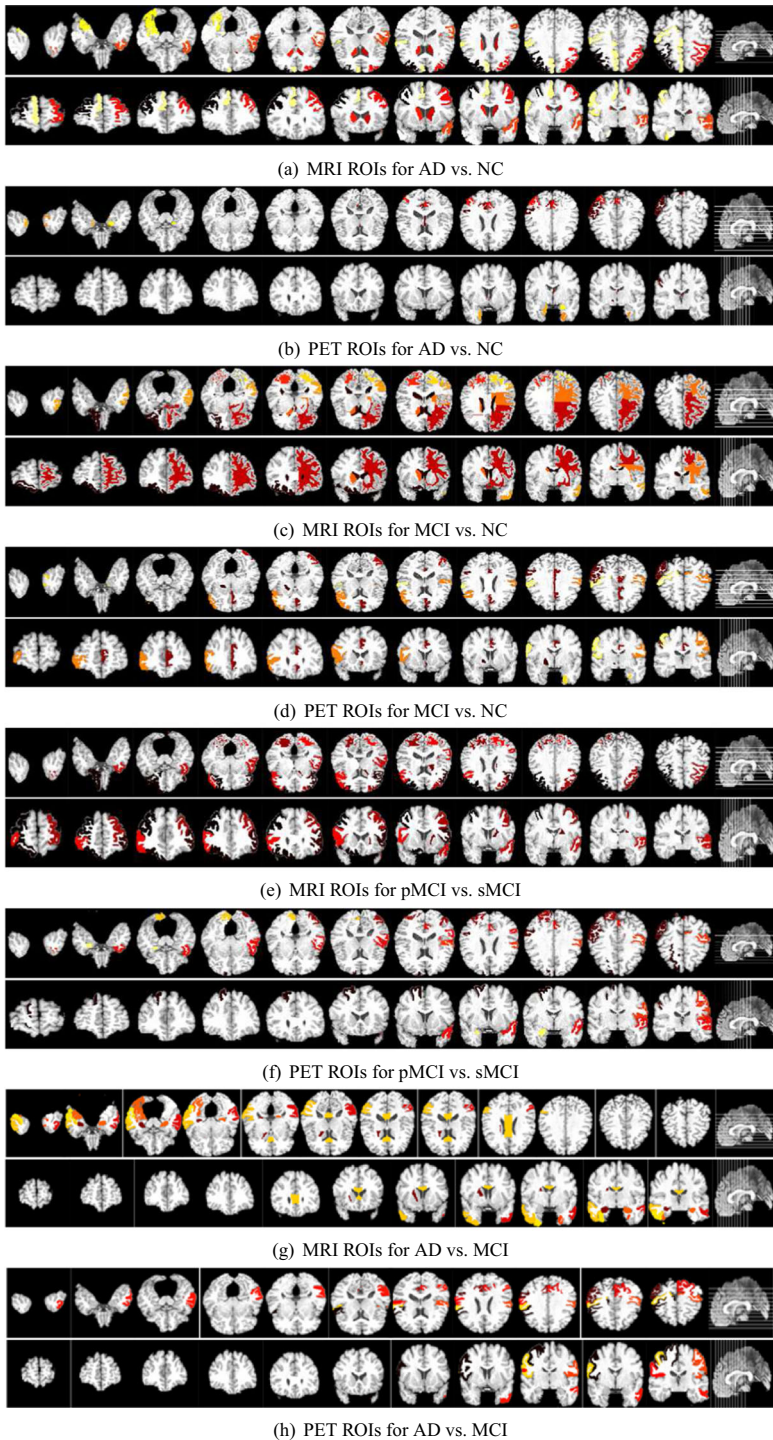 (a) MRI ROIs for AD vs. NC
(b) PET ROIs for AD vs. NC
(c) MRI ROIs for MCI vs. NC
(d) PET ROIs for MCI vs. NC
(e) MRI ROIs for pMCI vs. sMCI
(f) PET ROIs for pMCI vs. sMCI
(g) MRI ROIs for AD vs. MCI
(h) PET ROIs for AD vs. MCI